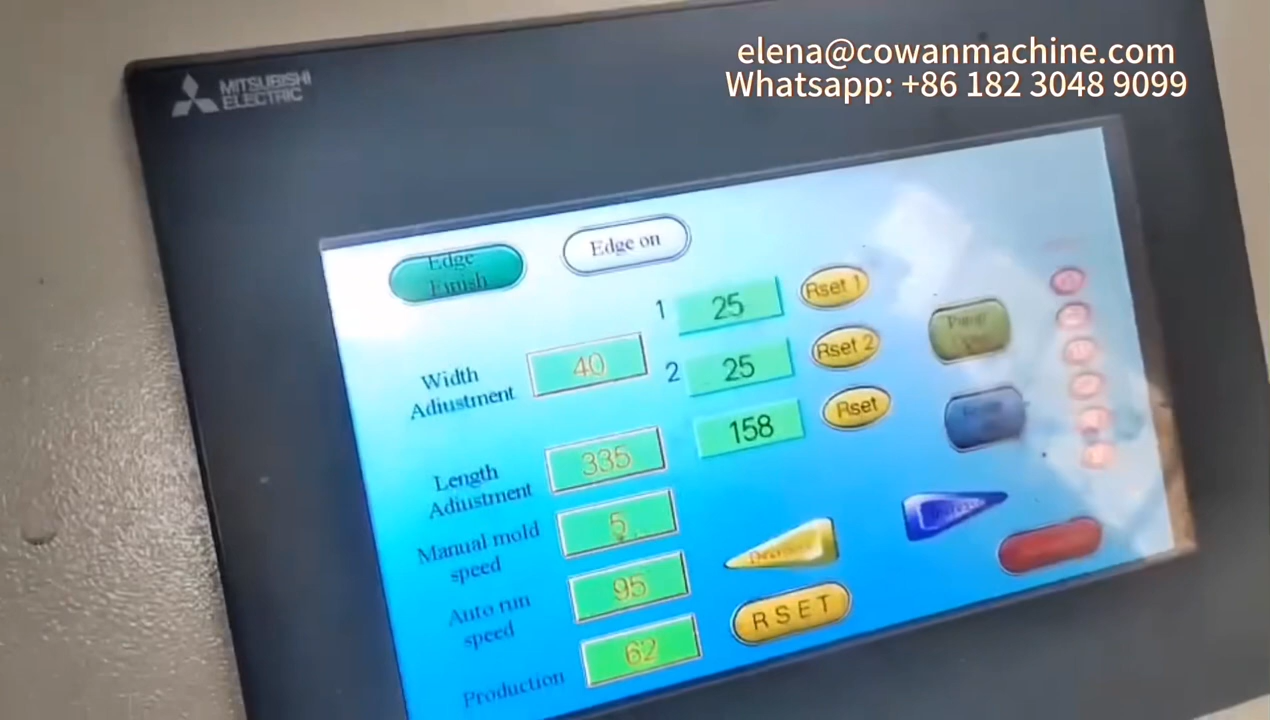 elena@cowanmachine.com
Whatsapp: +86 182 3048 9099
MITSUBISHI
ELECTRIC
Edge
Finish
Edge on
1
25
Rset 1
Width
Adjustment
40
2
25
Rset 2
158
Rset
Length
Adjustment
335
Manual mold
speed
5
Auto run
speed
95
RSET
Production
62